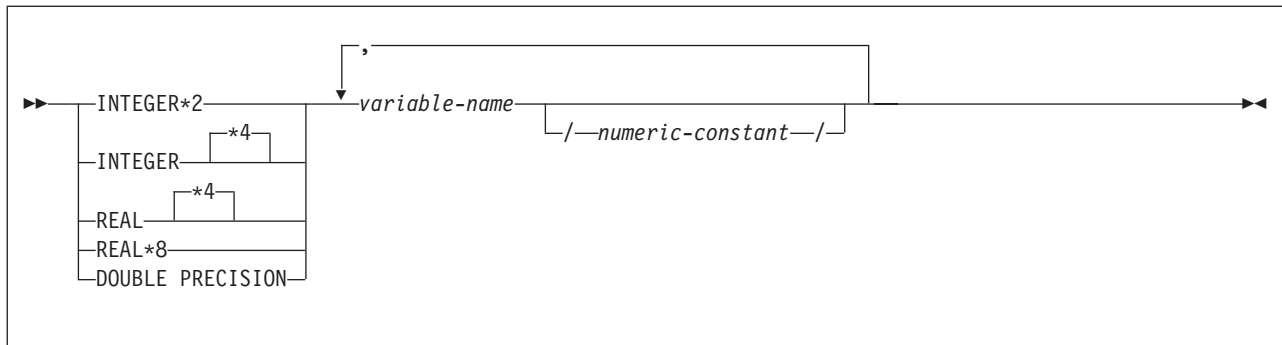 ,
INTEGER*2 variable-name
/ numeric-constant /
*4
INTEGER
*4
REAL
REAL*8
DOUBLE PRECISION